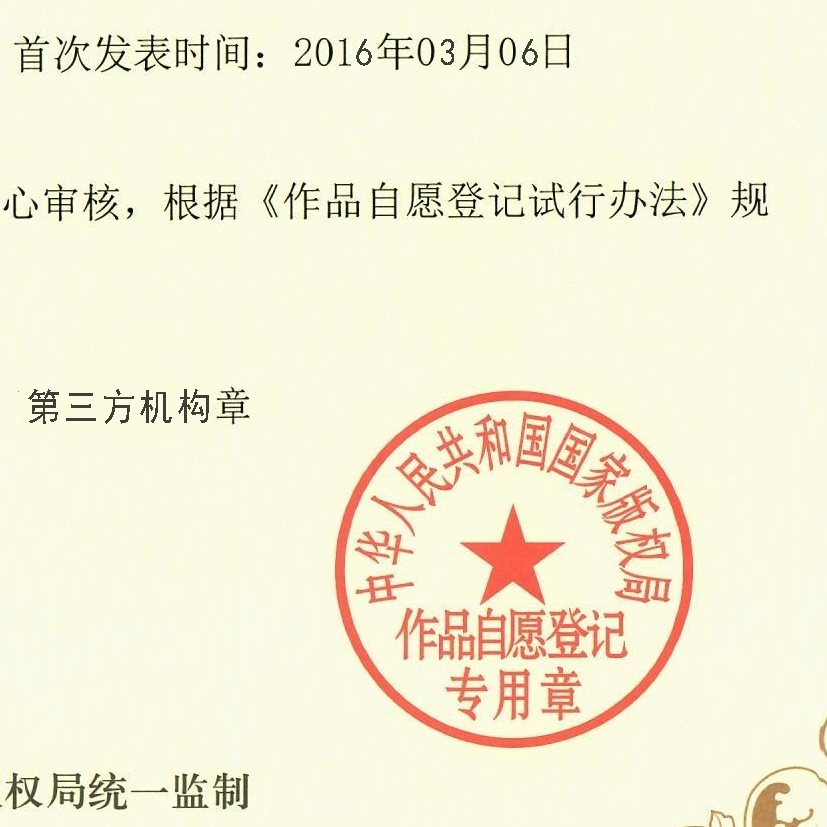 首次发表时间：2016年03月06日
心审核，根据《作品自愿登记试行办法》规
第三方机构章
中华人民共和国国家版权局
作品自愿登记
专用章
权局统一监制